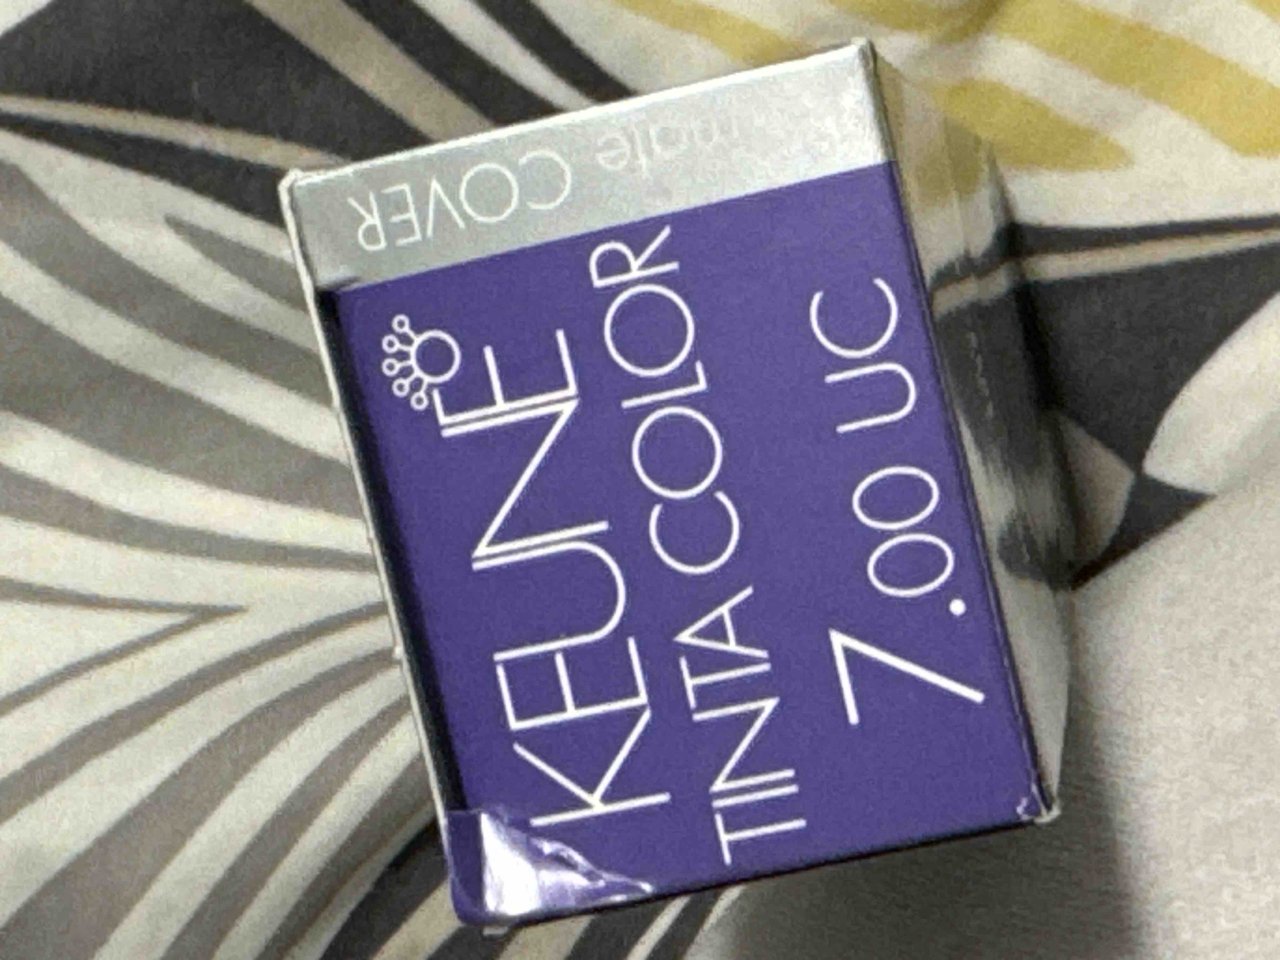 KEUNE
TINTA COLOR
7.00 UC
COVER